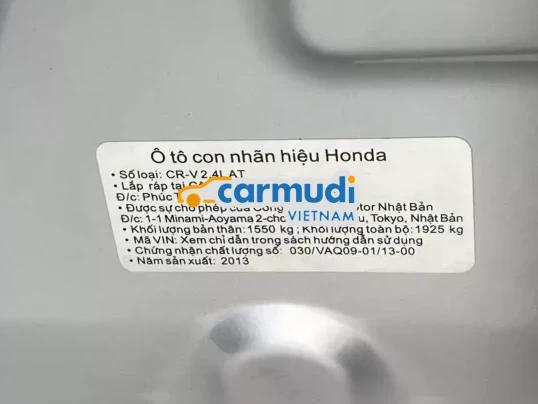 Ô tô con nhãn hiệu Honda
• Số loại: CR-V 2.4L AT
• Lắp ráp tại
Đ/c: Phúc
• Được sự cho phép của Công tor Nhật Bản
Đ/c: 1-1 Minami-Aoyama 2-cho u, Tokyo, Nhật Bản
• Khối lượng bản thân: 1550 kg ; Khối lượng toàn bộ: 1925 kg
• Mã VIN: Xem chỉ dẫn trong sách hướng dẫn sử dụng
• Chứng nhận chất lượng số: 030/VAQ09-01/13-00
• Năm sản xuất: 2013
carmudi
VIETNAM